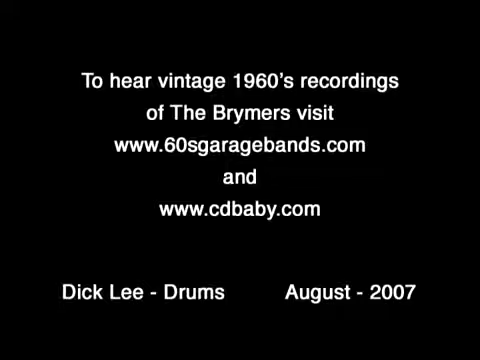 To hear vintage 1960's recordings
of The Brymers visit
www.60sgaragebands.com
and
www.cdbaby.com
Dick Lee - Drums August - 2007